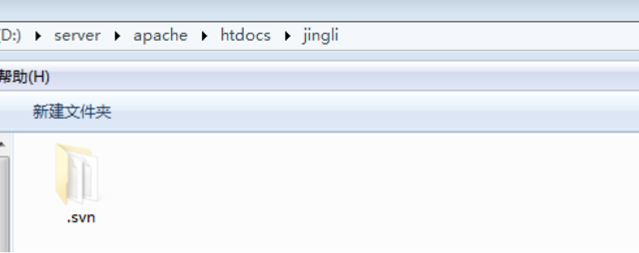 (D:) ▸ server ▸ apache ▸ htdocs ▸ jingli
帮助(H)
新建文件夹
.svn